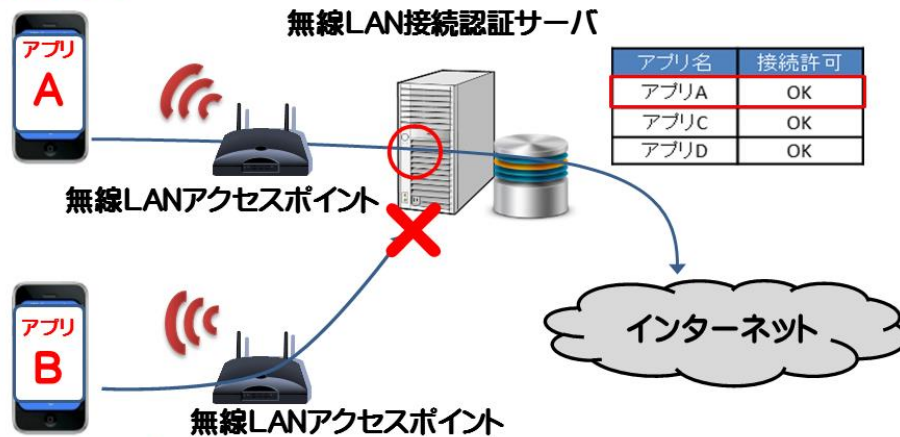 無線LAN接続認証サーバ
アプリ
A
アプリ名 接続許可
アプリA OK
アプリC OK
アプリD OK
無線LANアクセスポイント
アプリ
B
インターネット
無線LANアクセスポイント